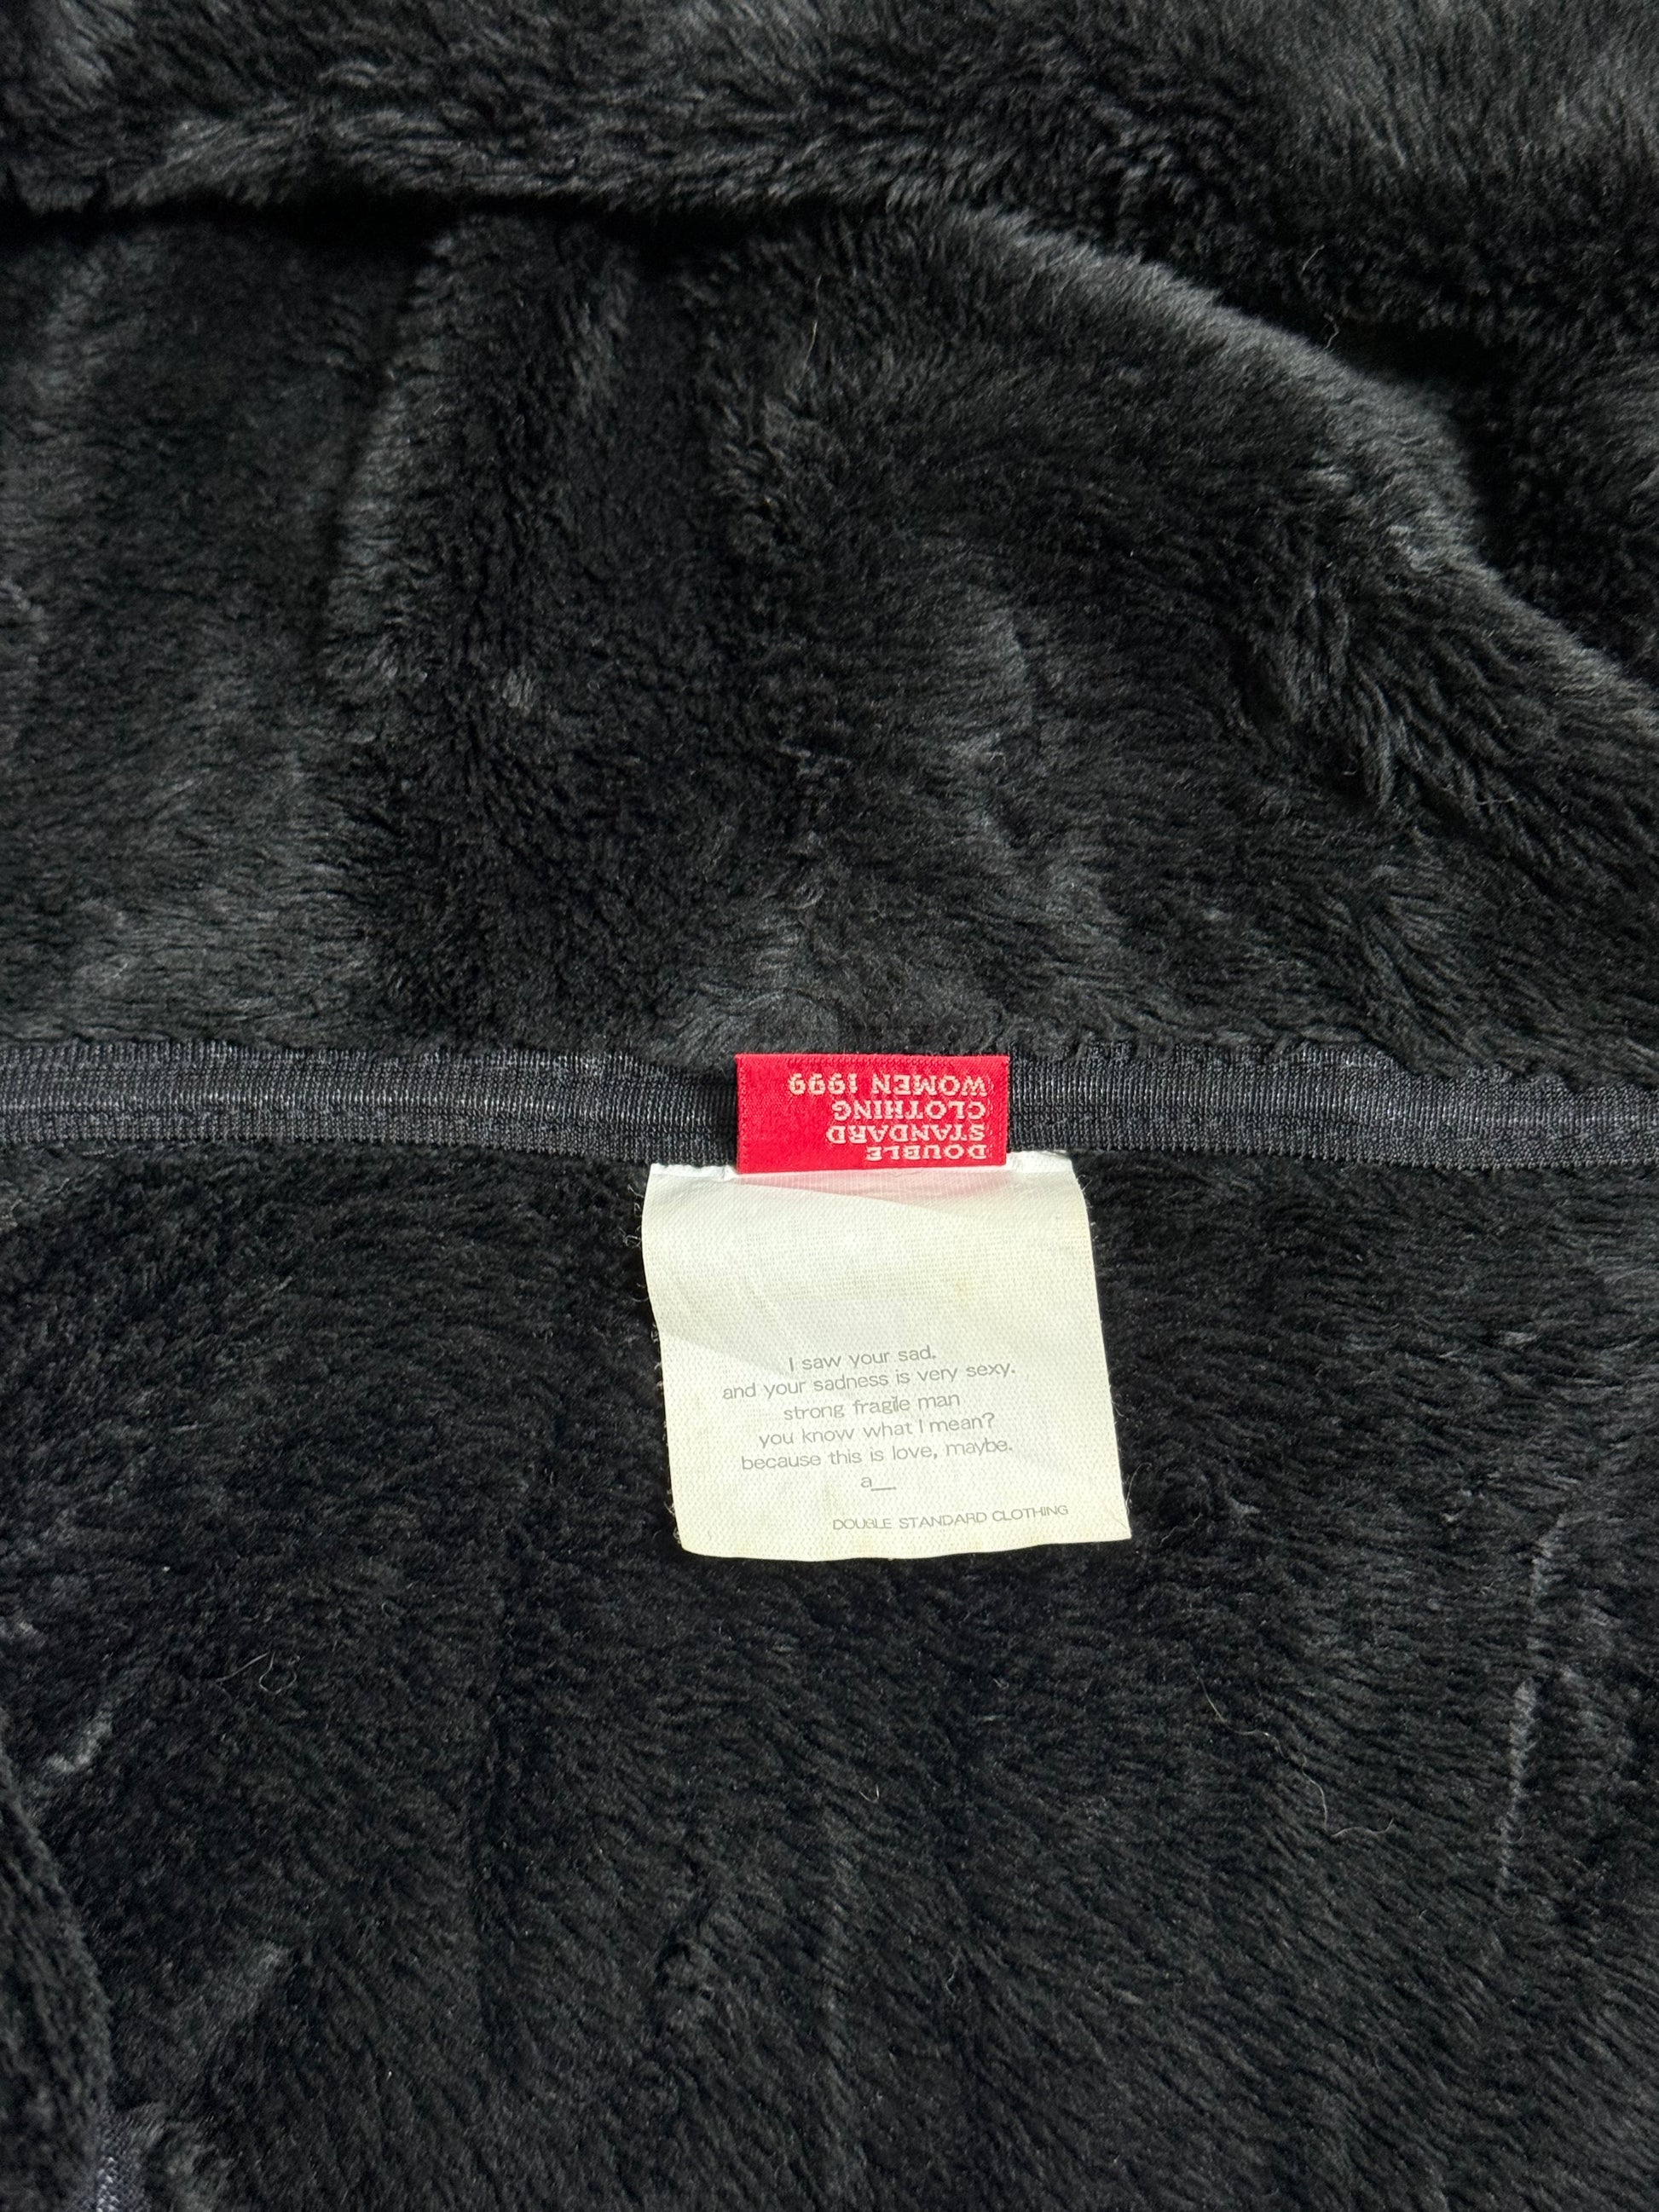 DOUBLE
STANDARD
CLOTHING
WOMEN 1999
I saw your sad.
and your sadness is very sexy.
strong fragile man
you know what I mean?
because this is love, maybe.
a__.
DOUBLE STANDARD CLOTHING